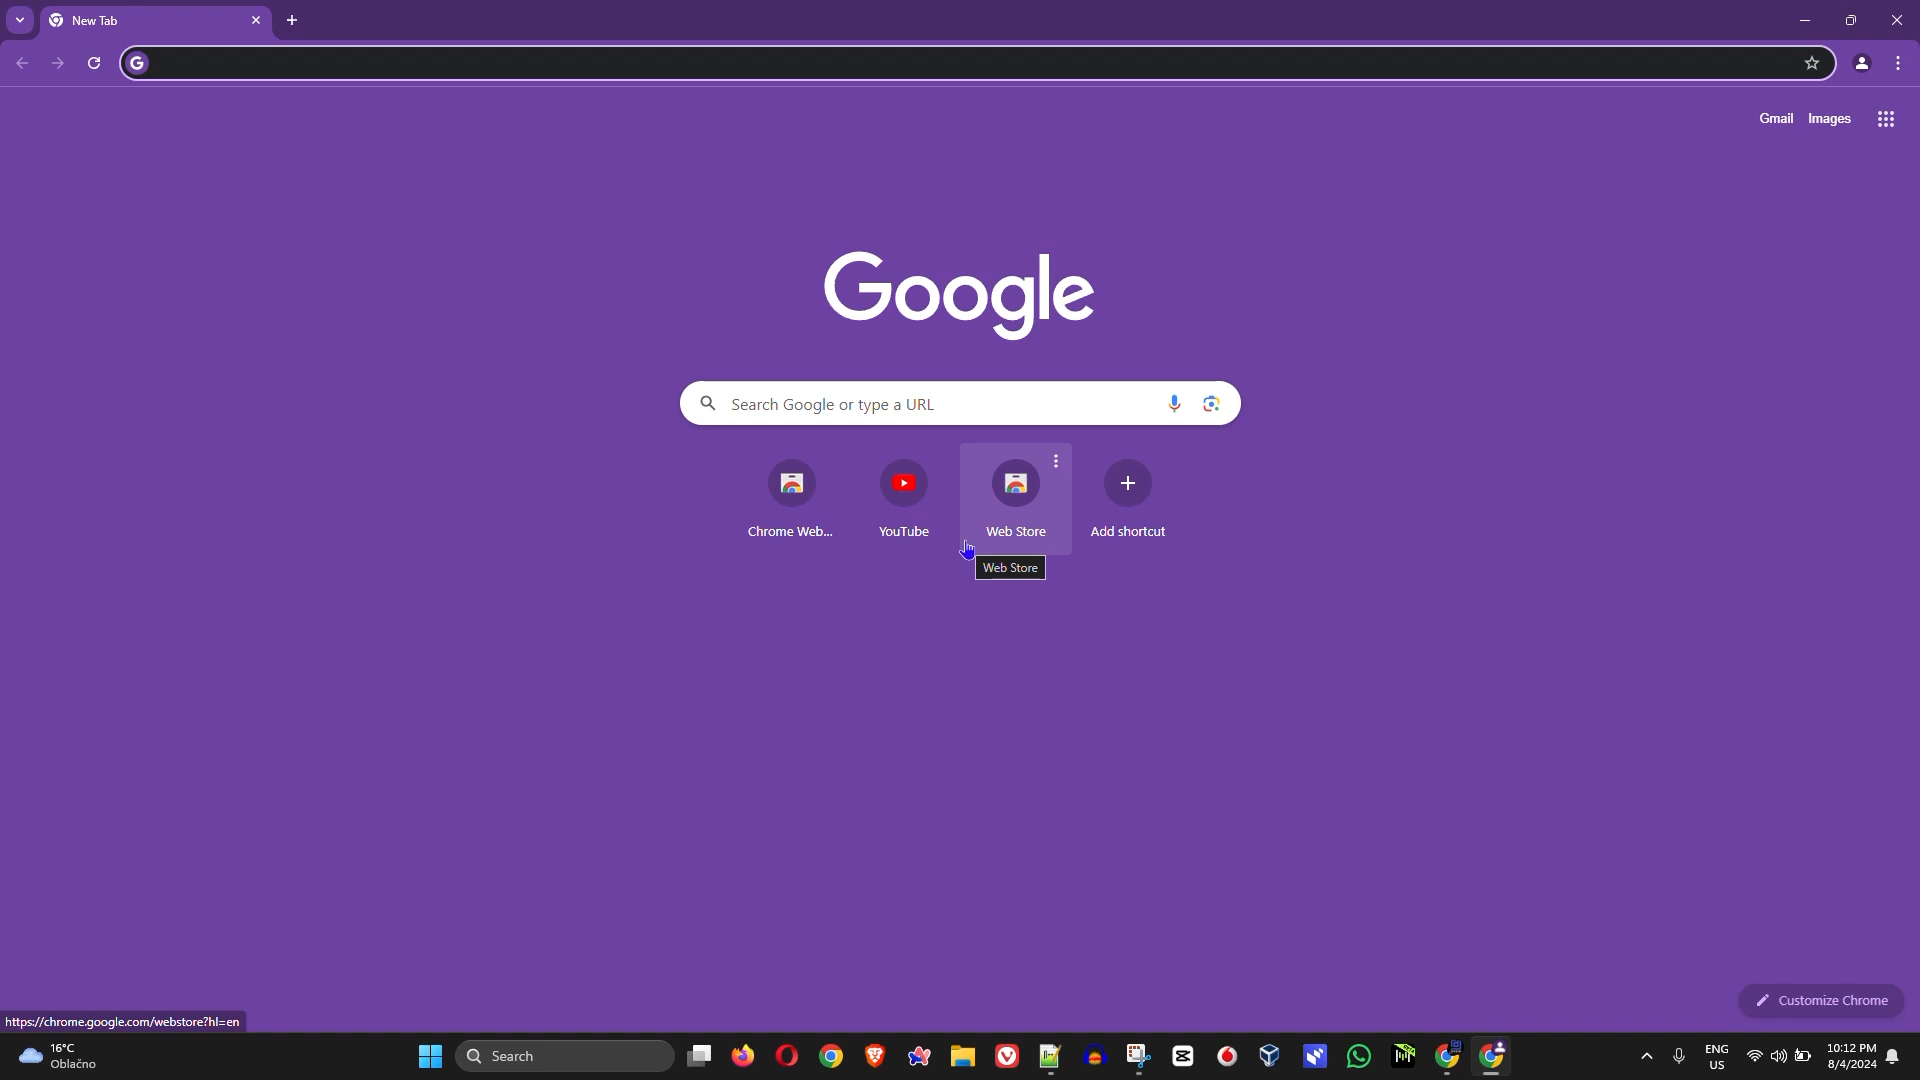 New Tab
Gmail Images
Google
Search Google or type a URL
Chrome Web... YouTube Web Store Add shortcut
Web Store
Customize Chrome
https://chrome.google.com/webstore?hl=en
16°C
Oblačno
Search
ENG
US
10:12 PM
8/4/2024